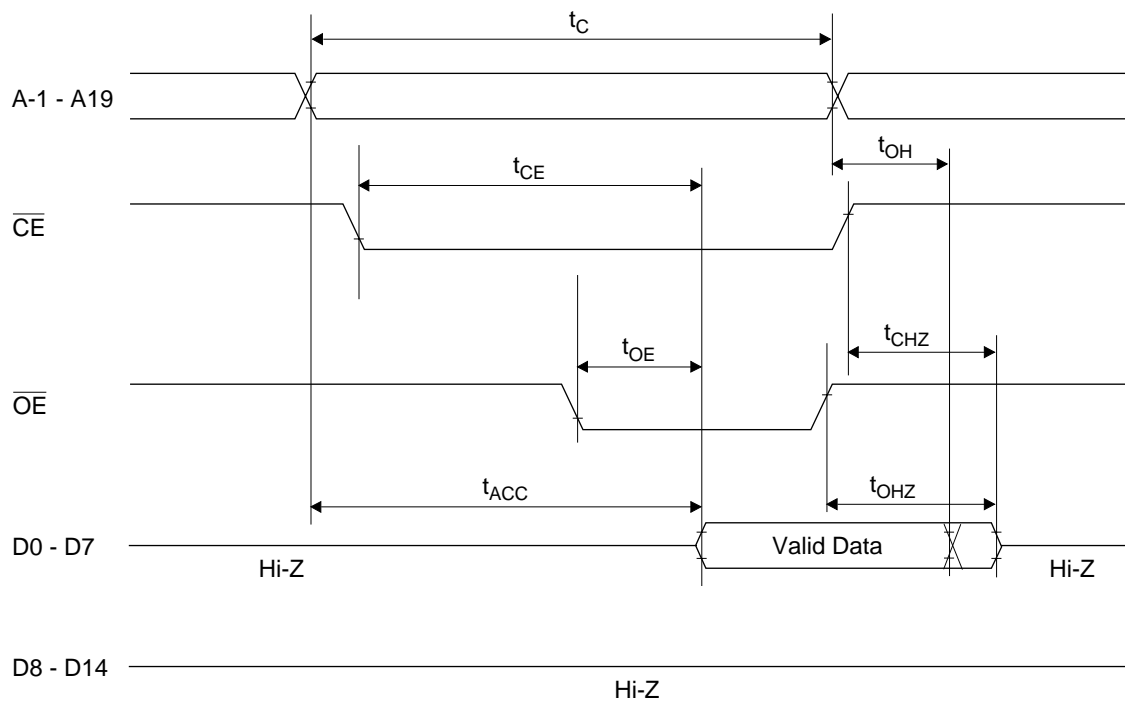 tC
A-1 - A19
tOH
tCE
CE
tCHZ
tOE
OE
tACC
tOHZ
D0 - D7
Valid Data
Hi-Z
Hi-Z
D8 - D14
Hi-Z